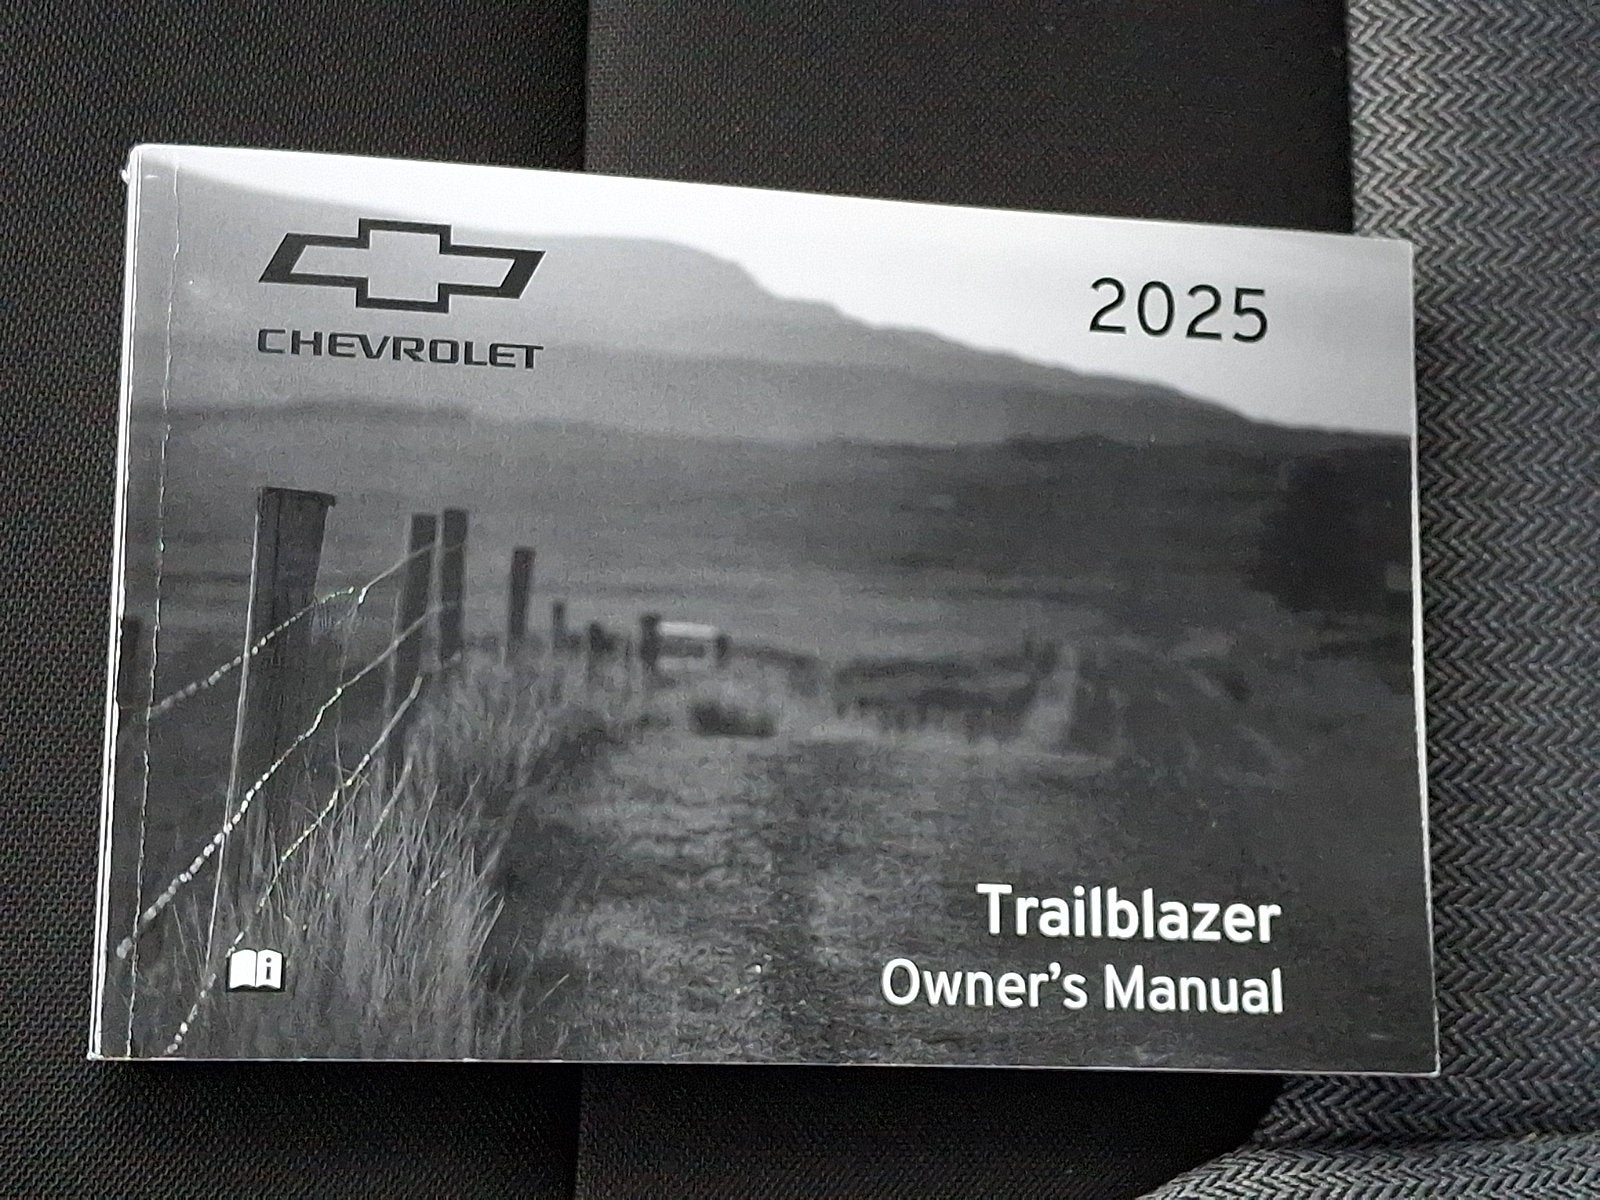 CHEVROLET
2025
Trailblazer
Owner's Manual